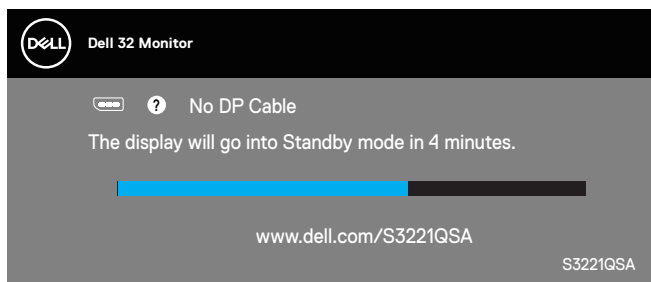 DELL
Dell 32 Monitor
? No DP Cable
The display will go into Standby mode in 4 minutes.
www.dell.com/S3221QSA
S3221QSA